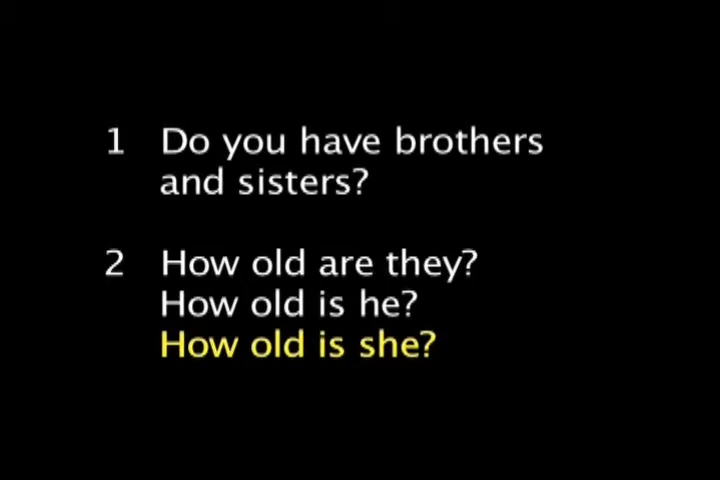 1 Do you have brothers
and sisters?
2 How old are they?
How old is he?
How old is she?